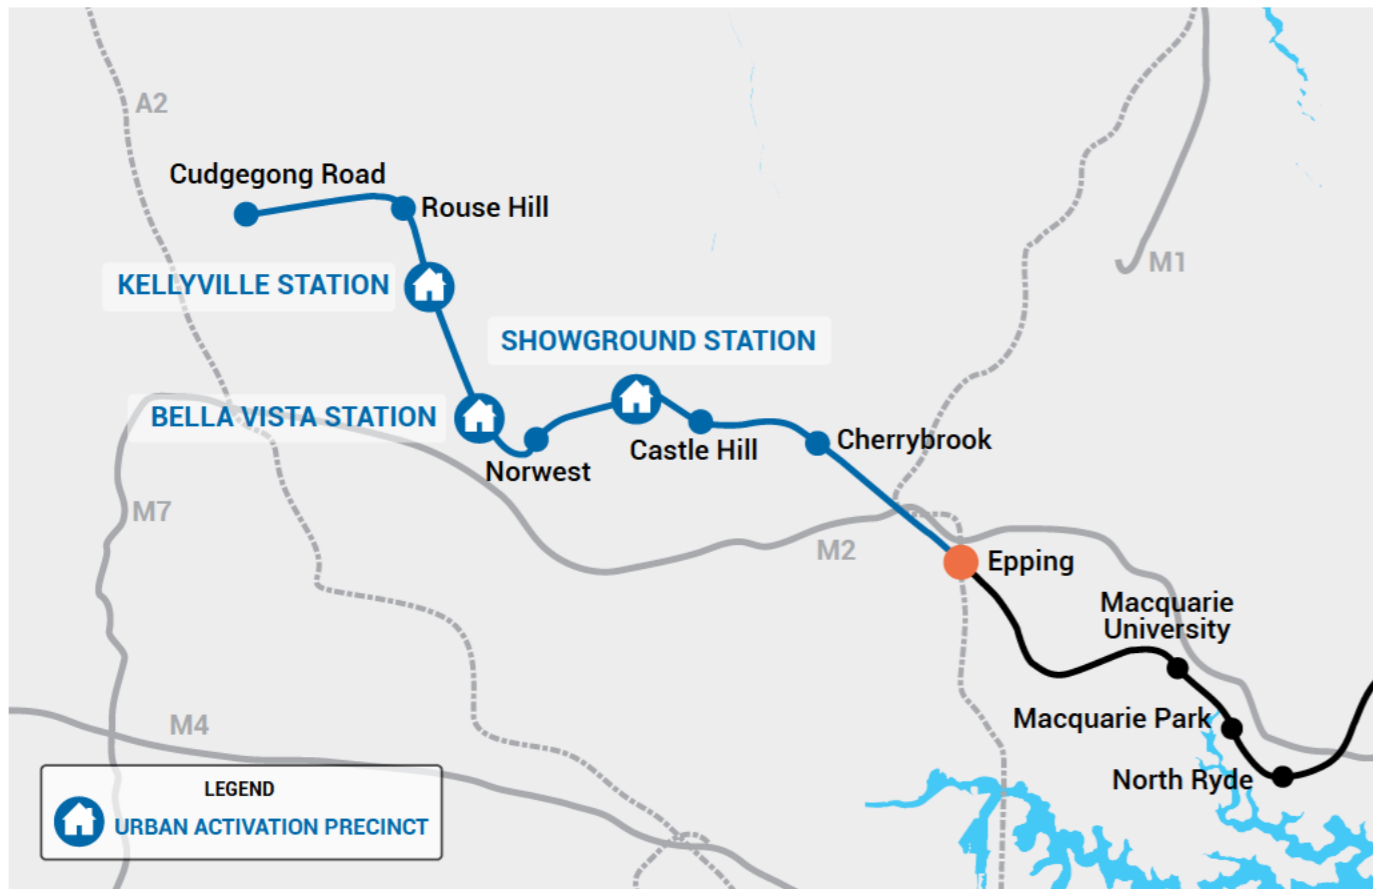 A2
Cudgegong Road
Rouse Hill
M1
KELLYVILLE STATION
SHOWGROUND STATION
BELLA VISTA STATION
Norwest
Castle Hill
Cherrybrook
M7
M2
Epping
Macquarie
University
Macquarie Park
M4
North Ryde
LEGEND
URBAN ACTIVATION PRECINCT